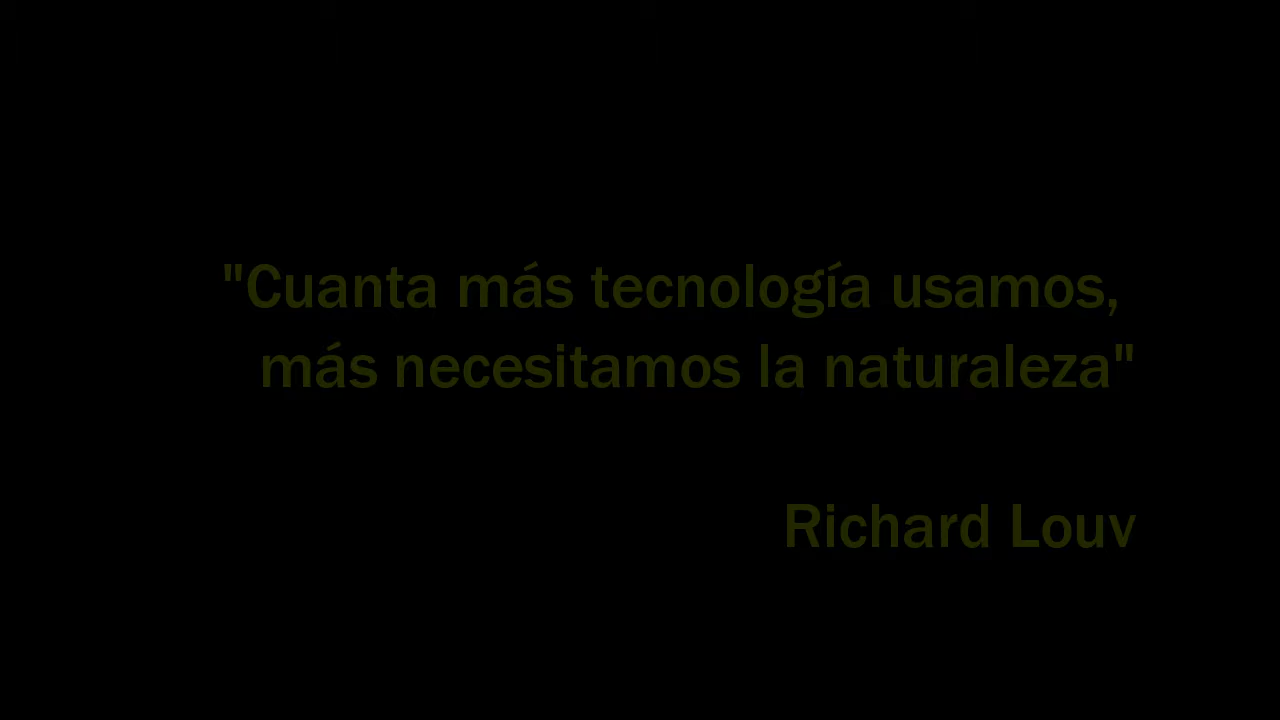 "Cuanta más tecnología usamos,
más necesitamos la naturaleza"
Richard Louv